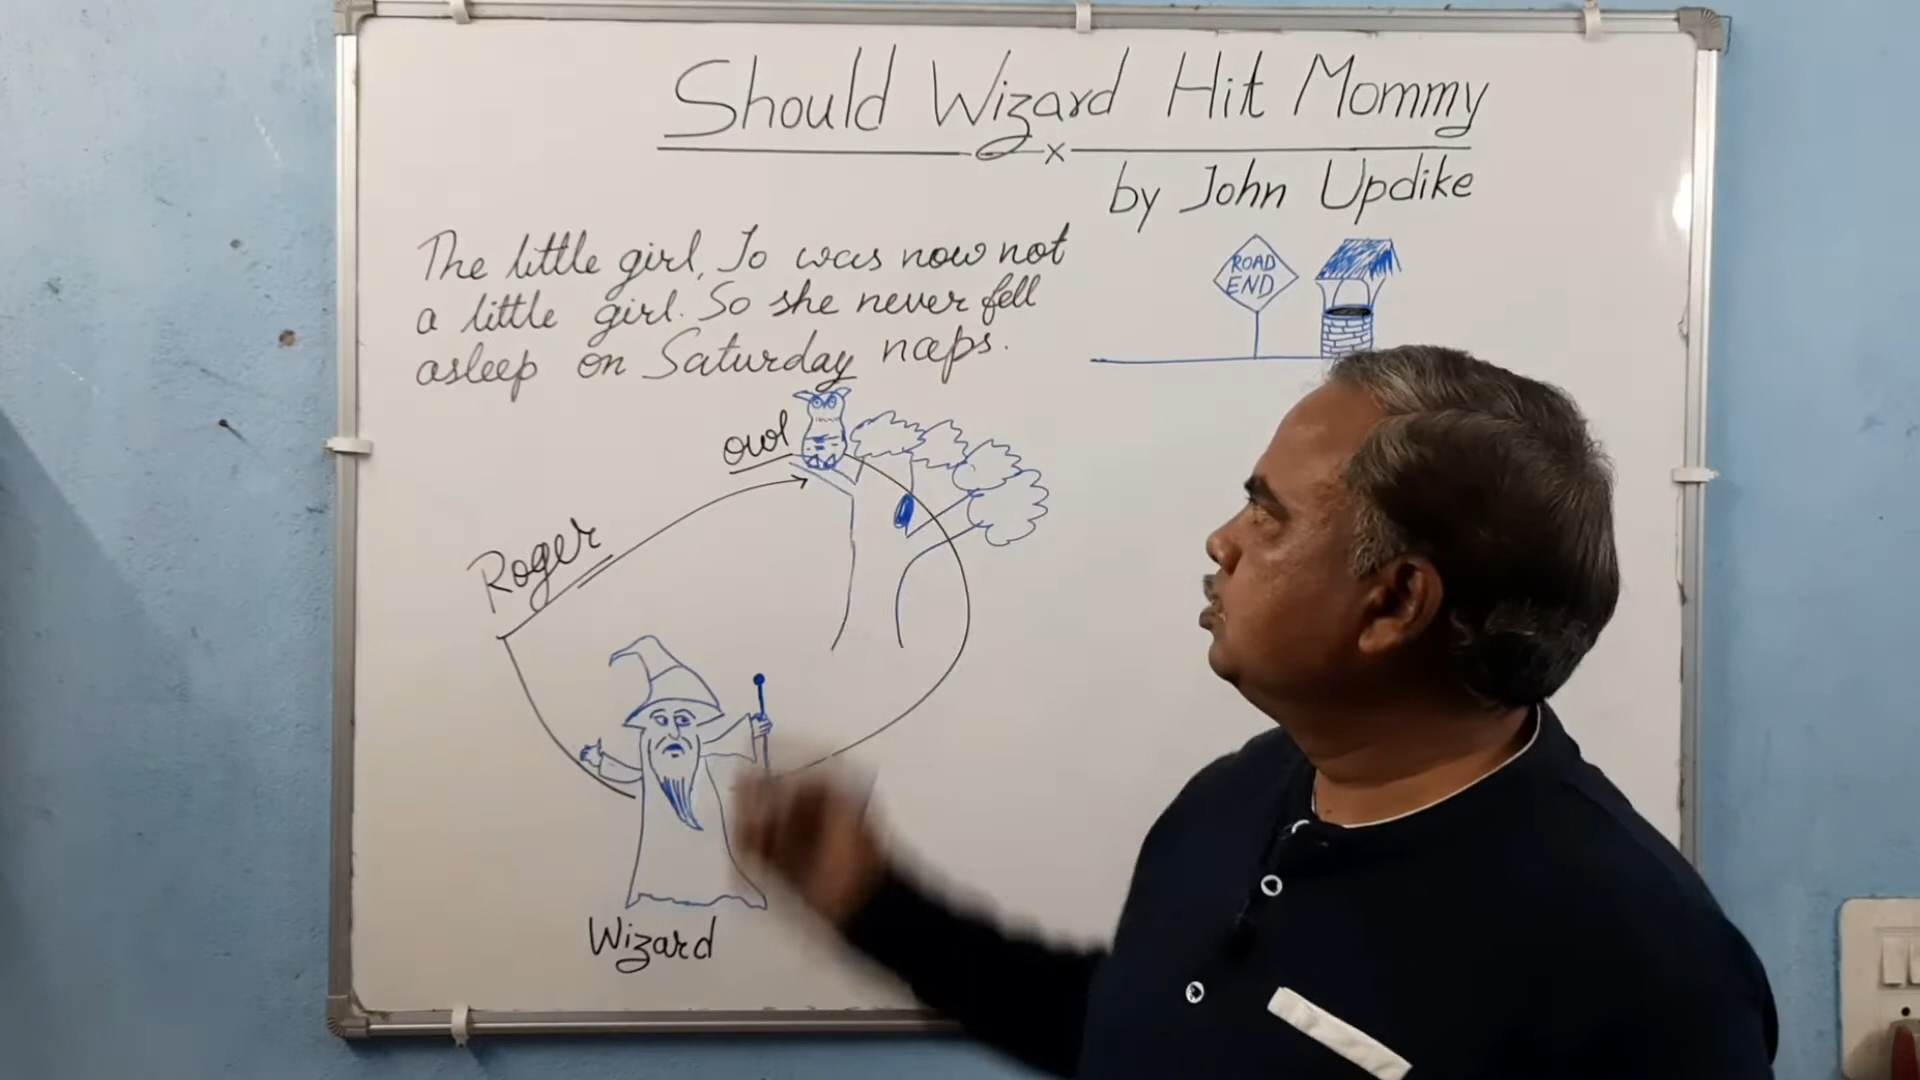 Should Wizard Hit Mommy
by John Updike
The little girl, Jo was now not
a little girl. So she never fell
asleep on Saturday naps.
ROAD
END
owl
Roger
Wizard